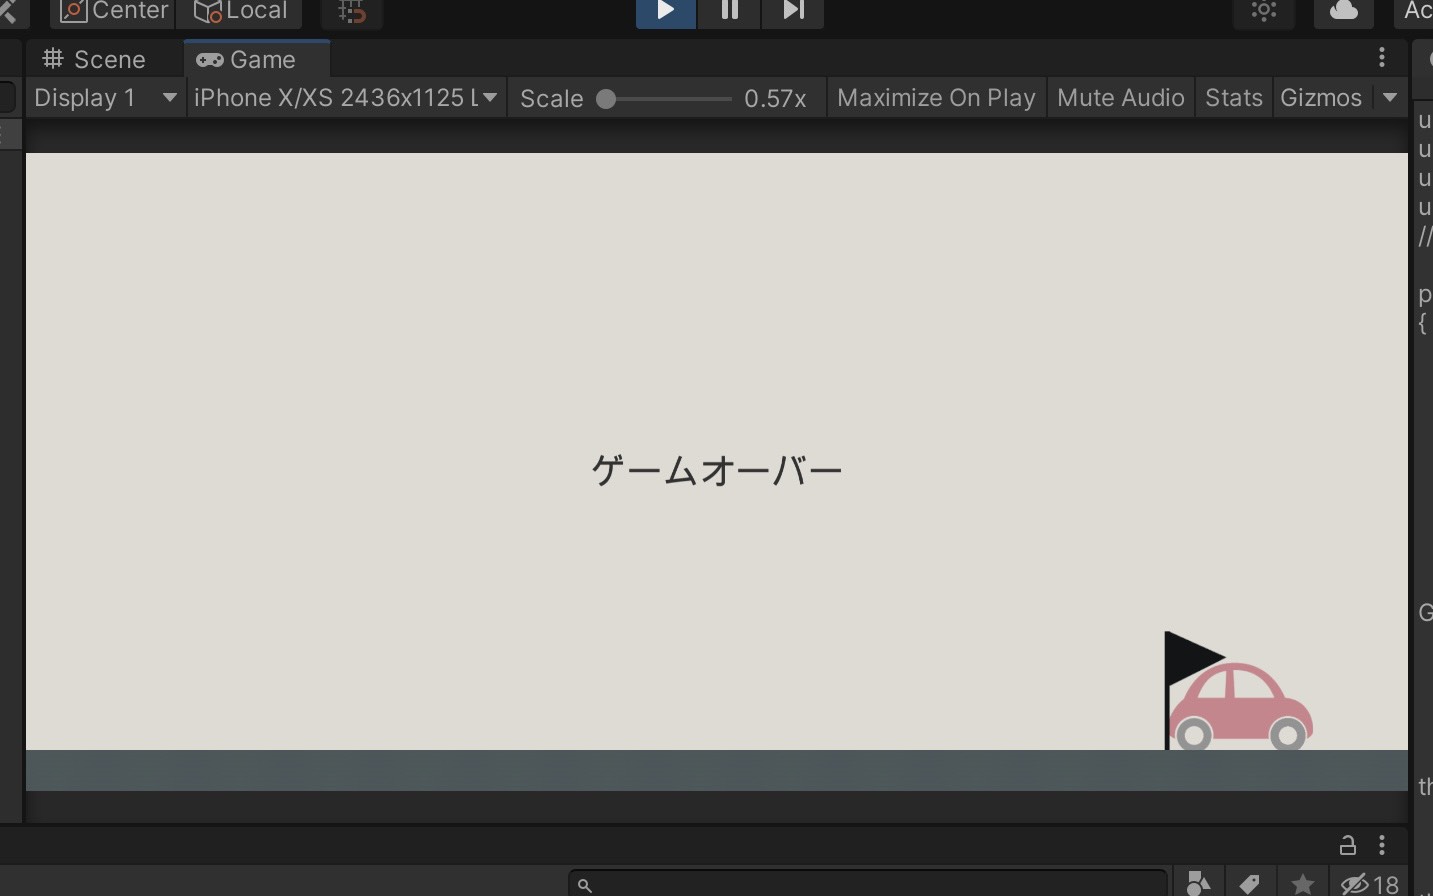 Center
Local
Ac
Scene
Game
Display 1
iPhone X/XS 2436x1125 L
Scale
0.57x
Maximize On Play
Mute Audio
Stats
Gizmos
u
u
u
u
//
p
{
ゲームオーバー
G
th
18